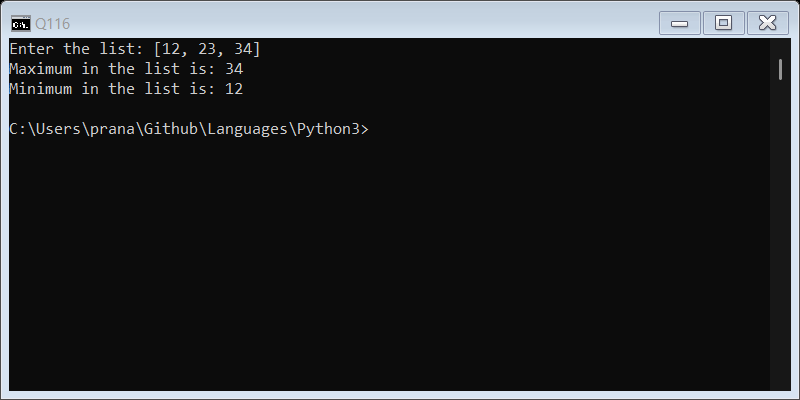 Q116
Enter the list: [12, 23, 34]
Maximum in the list is: 34
Minimum in the list is: 12
C:\Users\prana\Github\Languages\Python3>